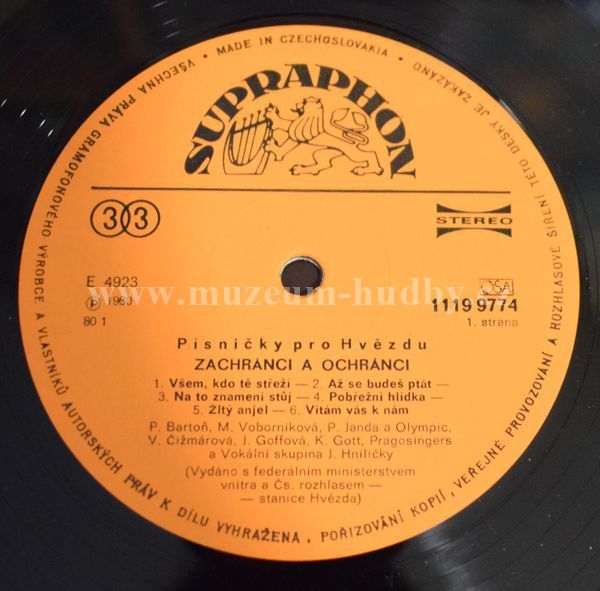 VŠECHNA PRÁVA GRAMOFONOVÉHO VÝROBCE A VLASTNÍKŮ AUTORSKÝCH PRÁV K DÍLU VYHRAŽENA. POŘIZOVÁNÍ KOPIÍ, VEŘEJNÉ PROVOZOVÁNÍ A ROZHLASOVÉ ŠÍŘENÍ TÉTO DESKY JE ZAKÁZÁNO • MADE IN CZECHOSLOVAKIA •
SUPRAPHON
33
STEREO
E 4923
OSA
℗ 1980
1119 9774
80 1
1. strana
www.muzeum-hudby.cz
Písničky pro Hvězdu
ZACHRÁNCI A OCHRÁNCI
1. Všem, kdo tě střeží — 2. Až se budeš ptát —
3. Na to znamení stůj — 4. Pobřežní hlídka —
5. Žltý anjel — 6. Vítám vás k nám
P. Bartoň, M. Voborníková, P. Janda a Olympic,
V. Čižmárová, J. Goffová, K. Gott, Pragosingers
a Vokální skupina J. Hniličky
(Vydáno s federálním ministerstvem
vnitra a Čs. rozhlasem —
— stanice Hvězda)